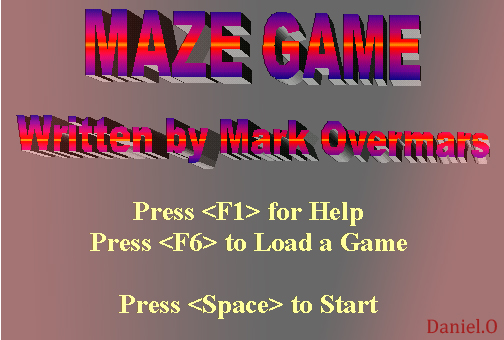 MAZE GAME
Written by Mark Overmars
Press <F1> for Help
Press <F6> to Load a Game
Press <Space> to Start
Daniel.O